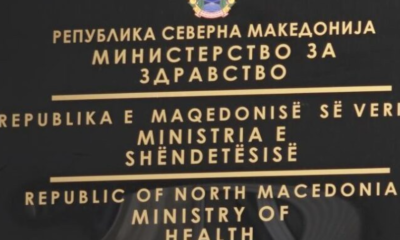 РЕПУБЛИКА СЕВЕРНА МАКЕДОНИЈА
МИНИСТЕРСТВО ЗА
ЗДРАВСТВО
REPUBLIKA E MAQEDONISË SË VERI
MINISTRIA E
SHËNDETËSISË
REPUBLIC OF NORTH MACEDONIA
MINISTRY OF
HEALTH